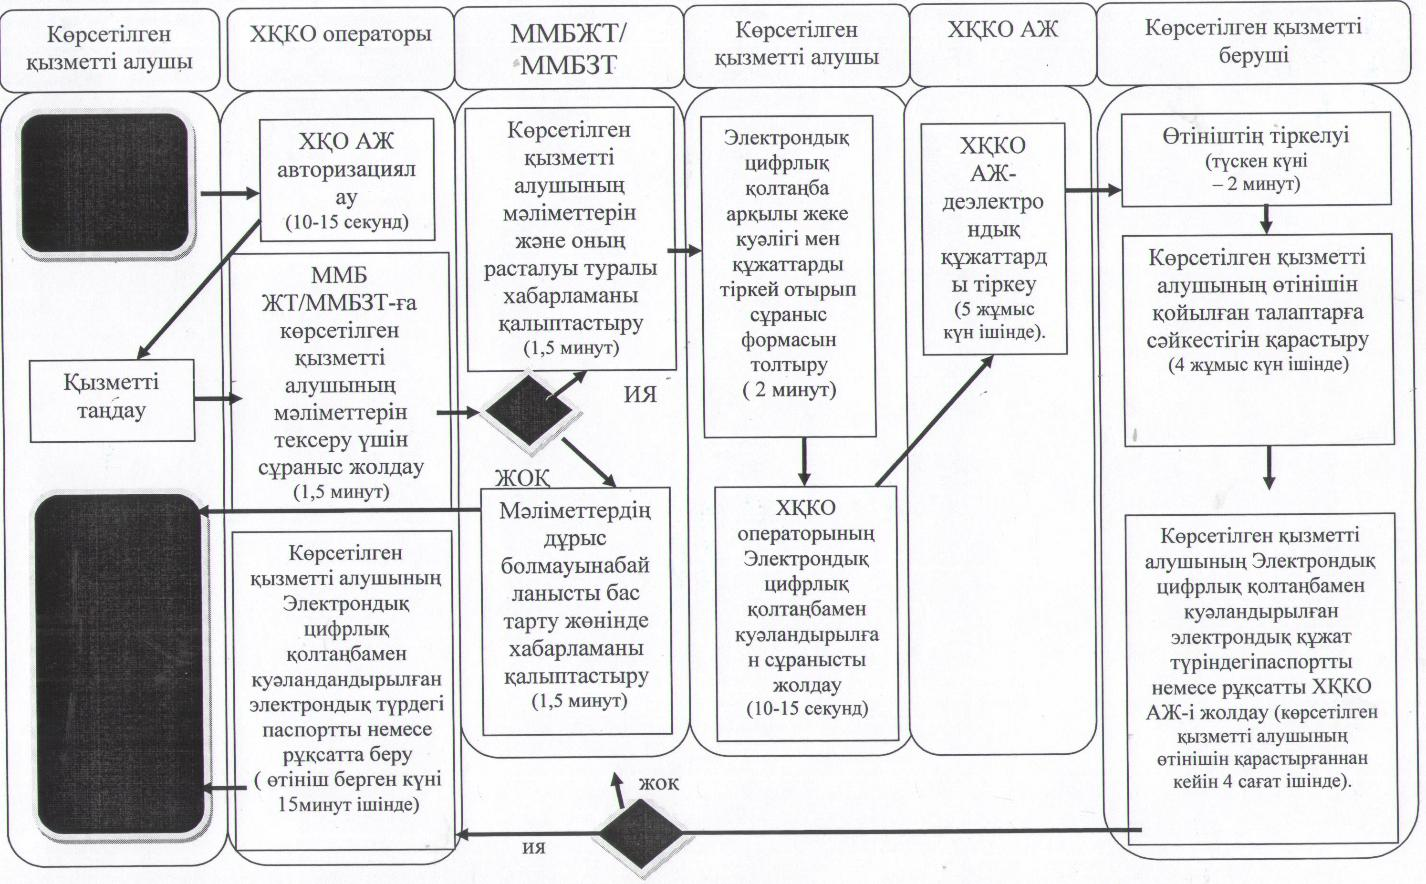 Көрсетілген
қызметті алушы
ХҚКО операторы
ММБЖТ/
ММБЗТ
Көрсетілген
қызметті алушы
ХҚКО АЖ
Көрсетілген қызметті
беруші
ХҚО АЖ
авторизациял
ау
(10-15 секунд)
Қызметті
таңдау
ММБ
ЖТ/ММБЗТ-ға
көрсетілген
қызметті
алушының
мәліметтерін
тексеру үшін
сұраныс жолдау
(1,5 минут)
Көрсетілген
қызметті алушының
Электрондық
цифрлық
қолтаңбамен
куәландандырылған
электрондық түрдегі
паспортты немесе
рұқсатта беру
( өтініш берген күні
15минут ішінде)
Көрсетілген
қызметті
алушының
мәліметтерін
және оның
расталуы туралы
хабарламаны
қалыптастыру
(1,5 минут)
ИЯ
ЖОҚ
Мәліметтердің
дұрыс
болмауынабай
ланысты бас
тарту жөнінде
хабарламаны
қалыптастыру
(1,5 минут)
Электрондық
цифрлық
қолтаңба
арқылы жеке
куәлігі мен
құжаттарды
тіркей отырып
сұраныс
формасын
толтыру
( 2 минут)
ХҚКО
операторының
Электрондық
цифрлық
қолтаңбамен
куәландырылға
н сұранысты
жолдау
(10-15 секунд)
ХҚКО
АЖ-
деэлектро
ндық
құжаттард
ы тіркеу
(5 жұмыс
күн ішінде).
Өтініштің тіркелуі
(түскен күні
– 2 минут)
Көрсетілген қызметті
алушының өтінішін
қойылған талаптарға
сәйкестігін қарастыру
(4 жұмыс күн ішінде)
Көрсетілген қызметті
алушының Электрондық
цифрлық қолтаңбамен
куәландырылған
электрондық құжат
түріндегіпаспортты
немесе рұқсатты ХҚКО
АЖ-і жолдау (көрсетілген
қызметті алушының
өтінішін қарастырғаннан
кейін 4 сағат ішінде).
жок
ия